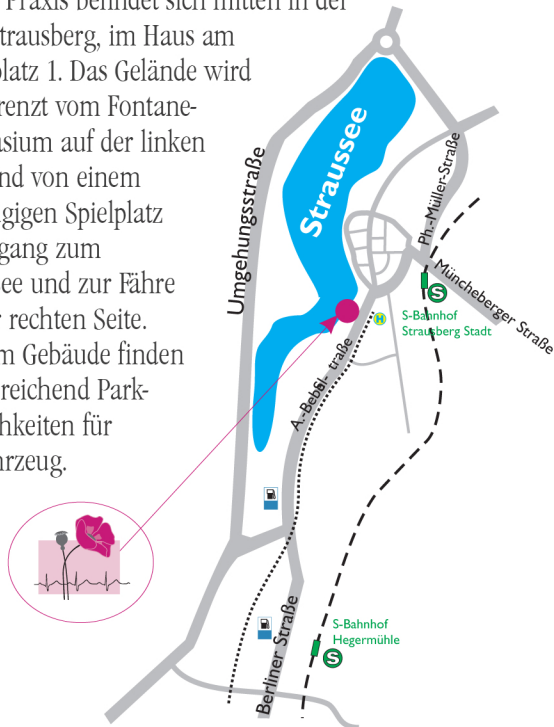 Praxis befindet sich mitten in der
trausberg, im Haus am
platz 1. Das Gelände wird
renzt vom Fontane-
asium auf der linken
nd von einem
gigen Spielplatz
gang zum
ee und zur Fähre
r rechten Seite.
m Gebäude finden
reichend Park-
hkeiten für
hrzeug.
Umgehungsstraße
Straussee
Ph.-Müller-Straße
Müncheberger Straße
S
S-Bahnhof
Strausberg Stadt
H
A.-Bebel- traße
S-Bahnhof
Hegermühle
S
Berliner Straße